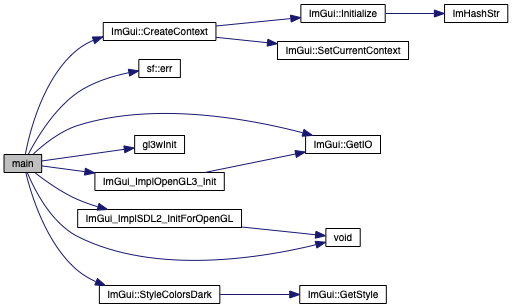 main
ImGui::CreateContext
ImGui::Initialize
ImHashStr
ImGui::SetCurrentContext
sf::err
gl3wInit
ImGui::GetIO
ImGui_ImplOpenGL3_Init
ImGui_ImplSDL2_InitForOpenGL
void
ImGui::StyleColorsDark
ImGui::GetStyle